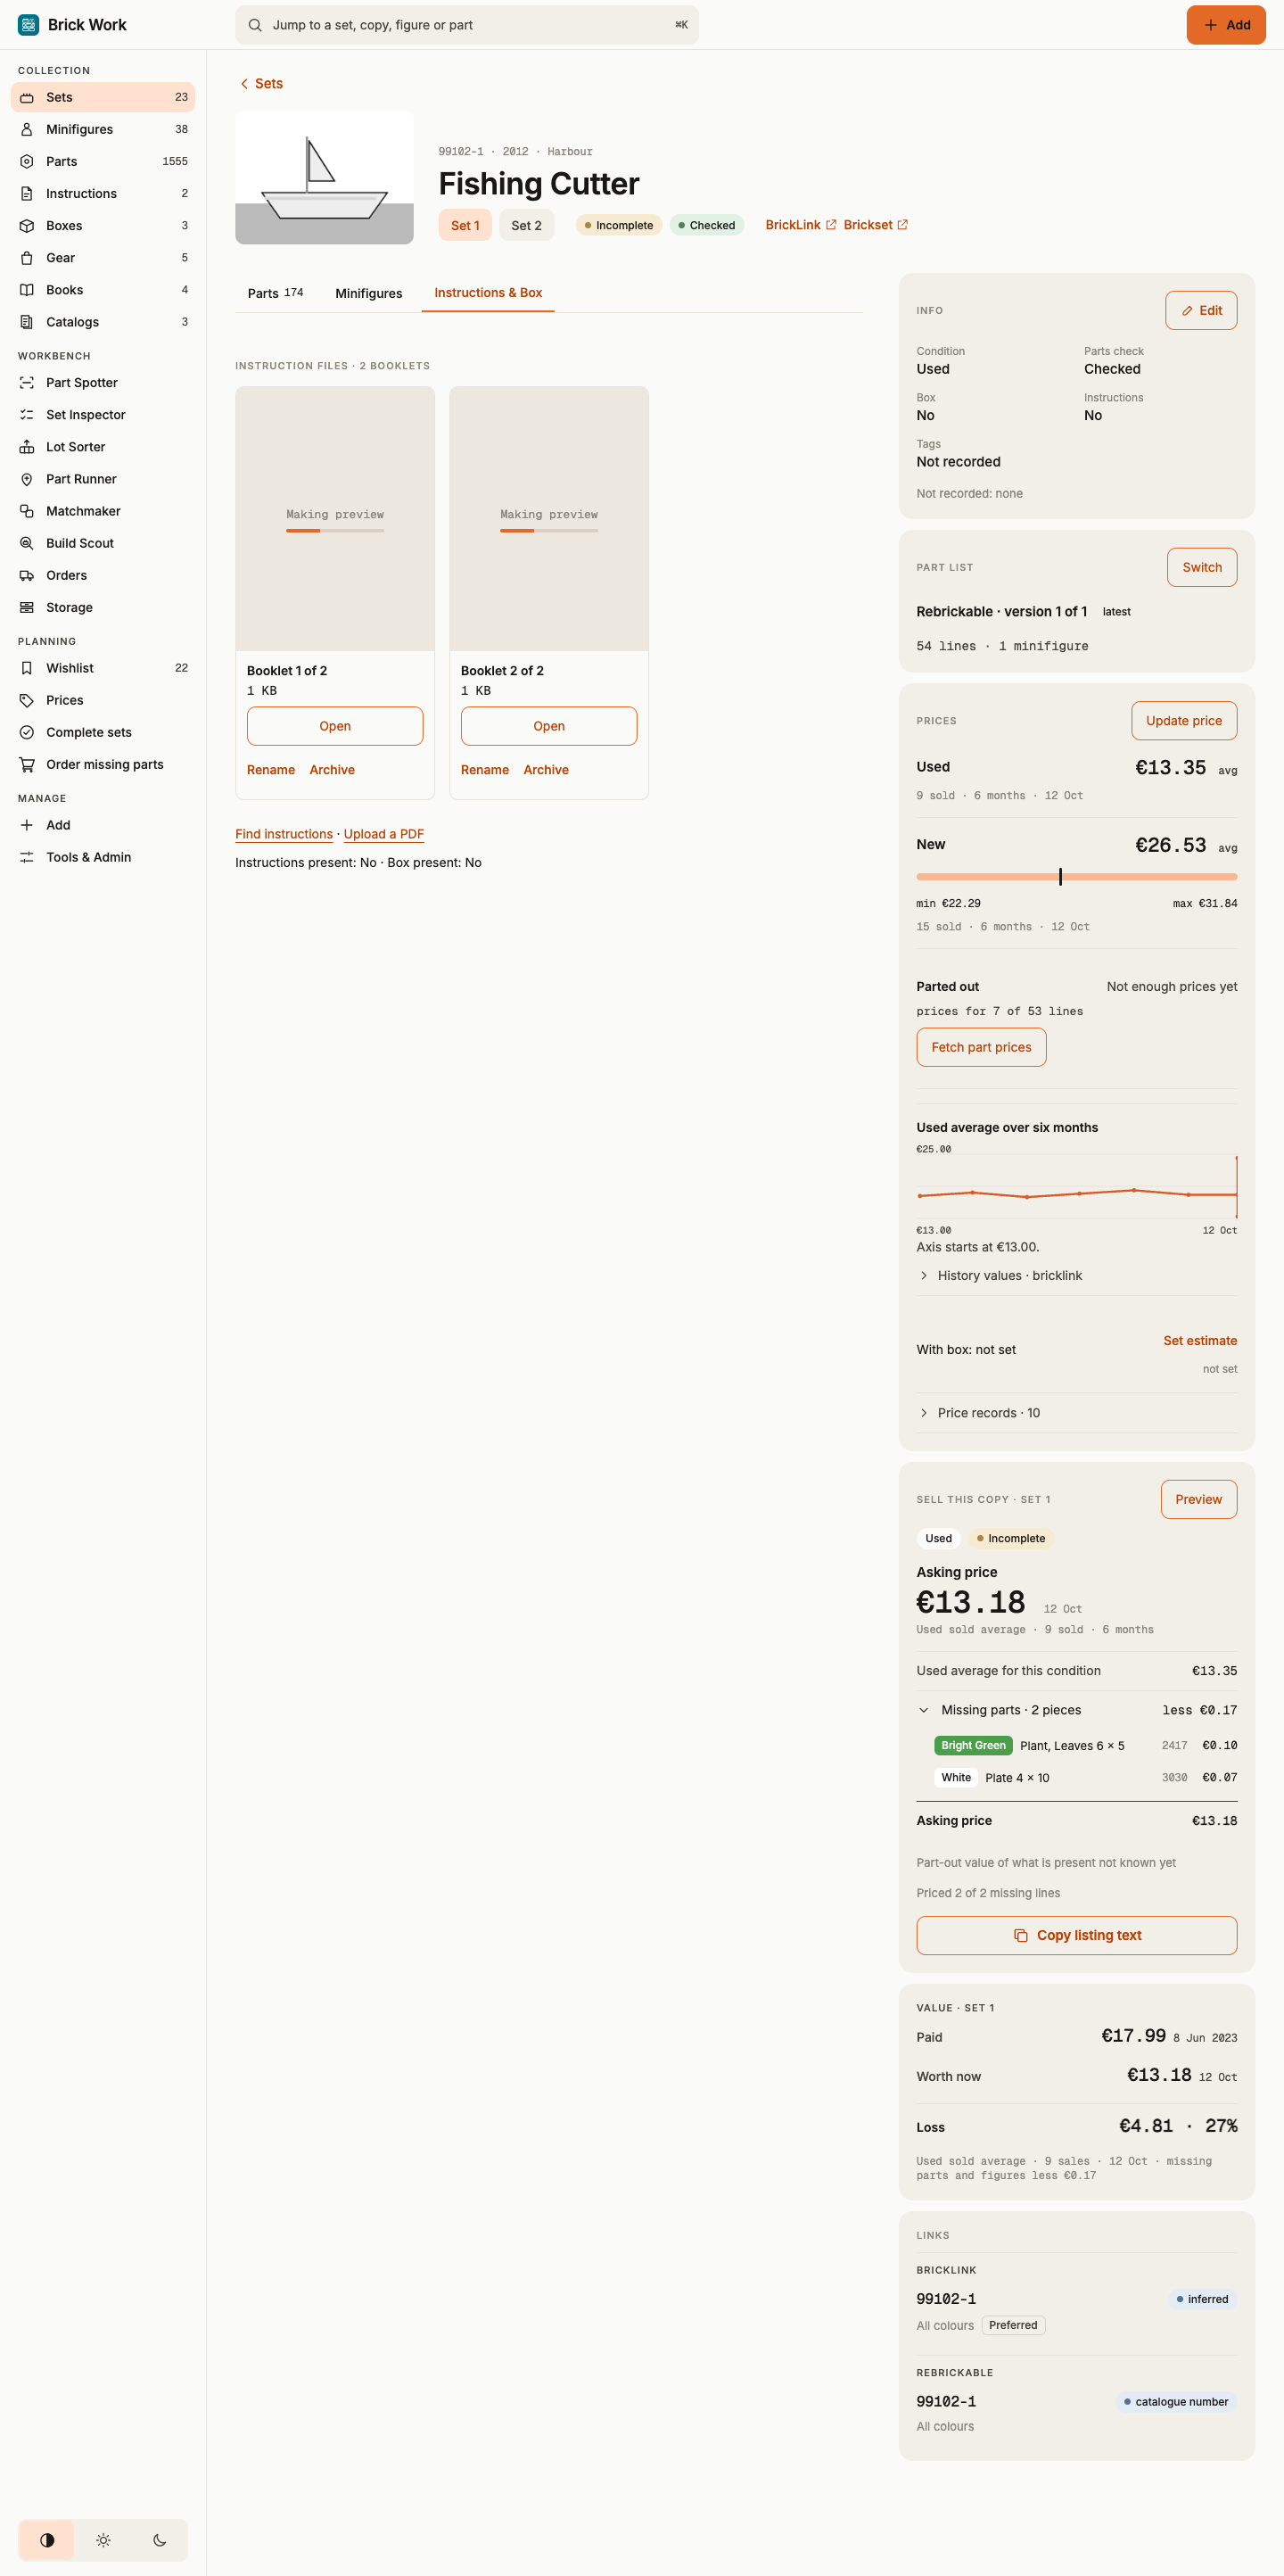 Brick Work
Jump to a set, copy, figure or part ⌘K
Add
COLLECTION
Sets 23
Minifigures 38
Parts 1555
Instructions 2
Boxes 3
Gear 5
Books 4
Catalogs 3
WORKBENCH
Part Spotter
Set Inspector
Lot Sorter
Part Runner
Matchmaker
Build Scout
Orders
Storage
PLANNING
Wishlist 22
Prices
Complete sets
Order missing parts
MANAGE
Add
Tools & Admin
Sets
99102-1 · 2012 · Harbour
Fishing Cutter
Set 1 Set 2 Incomplete Checked BrickLink Brickset
Parts 174 Minifigures Instructions & Box
INSTRUCTION FILES · 2 BOOKLETS
Making preview Making preview
Booklet 1 of 2 Booklet 2 of 2
1 KB 1 KB
Open Open
Rename Archive Rename Archive
Find instructions · Upload a PDF
Instructions present: No · Box present: No
INFO Edit
Condition Parts check
Used Checked
Box Instructions
No No
Tags
Not recorded
Not recorded: none
PART LIST Switch
Rebrickable · version 1 of 1 latest
54 lines · 1 minifigure
PRICES Update price
Used €13.35 avg
9 sold · 6 months · 12 Oct
New €26.53 avg
min €22.29 max €31.84
15 sold · 6 months · 12 Oct
Parted out Not enough prices yet
prices for 7 of 53 lines
Fetch part prices
Used average over six months
€25.00
€13.00 12 Oct
Axis starts at €13.00.
History values · bricklink
With box: not set Set estimate
not set
Price records · 10
SELL THIS COPY · SET 1 Preview
Used Incomplete
Asking price
€13.18 12 Oct
Used sold average · 9 sold · 6 months
Used average for this condition €13.35
Missing parts · 2 pieces less €0.17
Bright Green Plant, Leaves 6 × 5 2417 €0.10
White Plate 4 × 10 3030 €0.07
Asking price €13.18
Part-out value of what is present not known yet
Priced 2 of 2 missing lines
Copy listing text
VALUE · SET 1
Paid €17.99 8 Jun 2023
Worth now €13.18 12 Oct
Loss €4.81 · 27%
Used sold average · 9 sales · 12 Oct · missing
parts and figures less €0.17
LINKS
BRICKLINK
99102-1 inferred
All colours Preferred
REBRICKABLE
99102-1 catalogue number
All colours